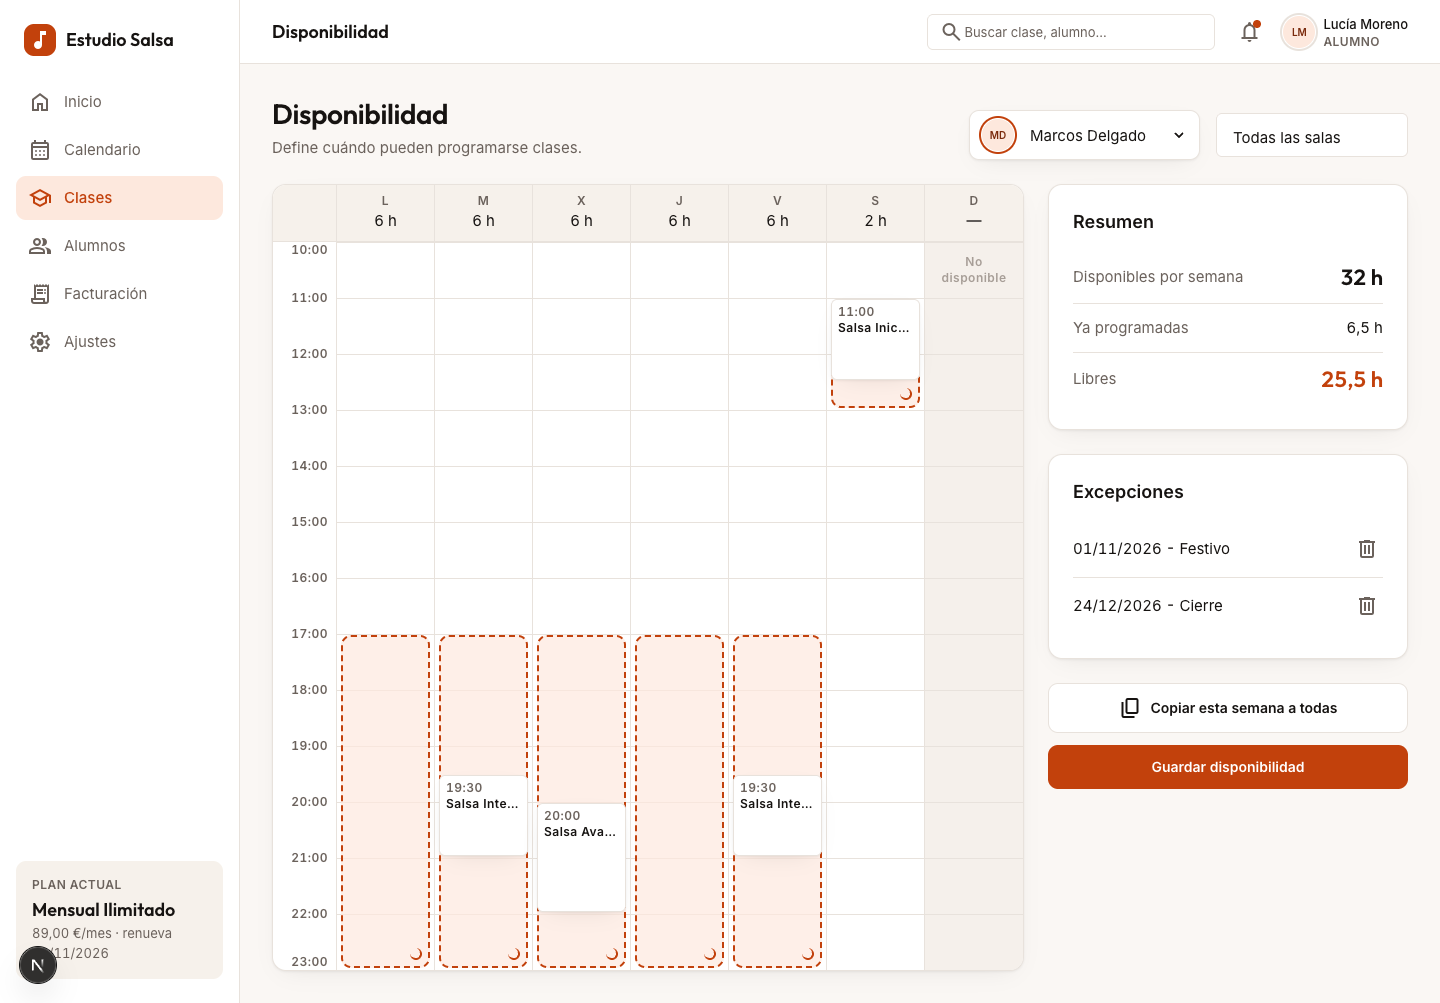 Estudio Salsa
Inicio
Calendario
Clases
Alumnos
Facturación
Ajustes
PLAN ACTUAL
Mensual Ilimitado
89,00 €/mes · renueva
/11/2026
N
Disponibilidad
Buscar clase, alumno...
LM
Lucía Moreno
ALUMNO
Disponibilidad
Define cuándo pueden programarse clases.
MD
Marcos Delgado
Todas las salas
L M X J V S D
6 h 6 h 6 h 6 h 6 h 2 h —
10:00
No
disponible
11:00
11:00
Salsa Inic...
12:00
13:00
14:00
15:00
16:00
17:00
18:00
19:00
19:30 19:30
Salsa Inte... Salsa Inte...
20:00
20:00
Salsa Ava...
21:00
22:00
23:00
Resumen
Disponibles por semana 32 h
Ya programadas 6,5 h
Libres 25,5 h
Excepciones
01/11/2026 - Festivo
24/12/2026 - Cierre
Copiar esta semana a todas
Guardar disponibilidad